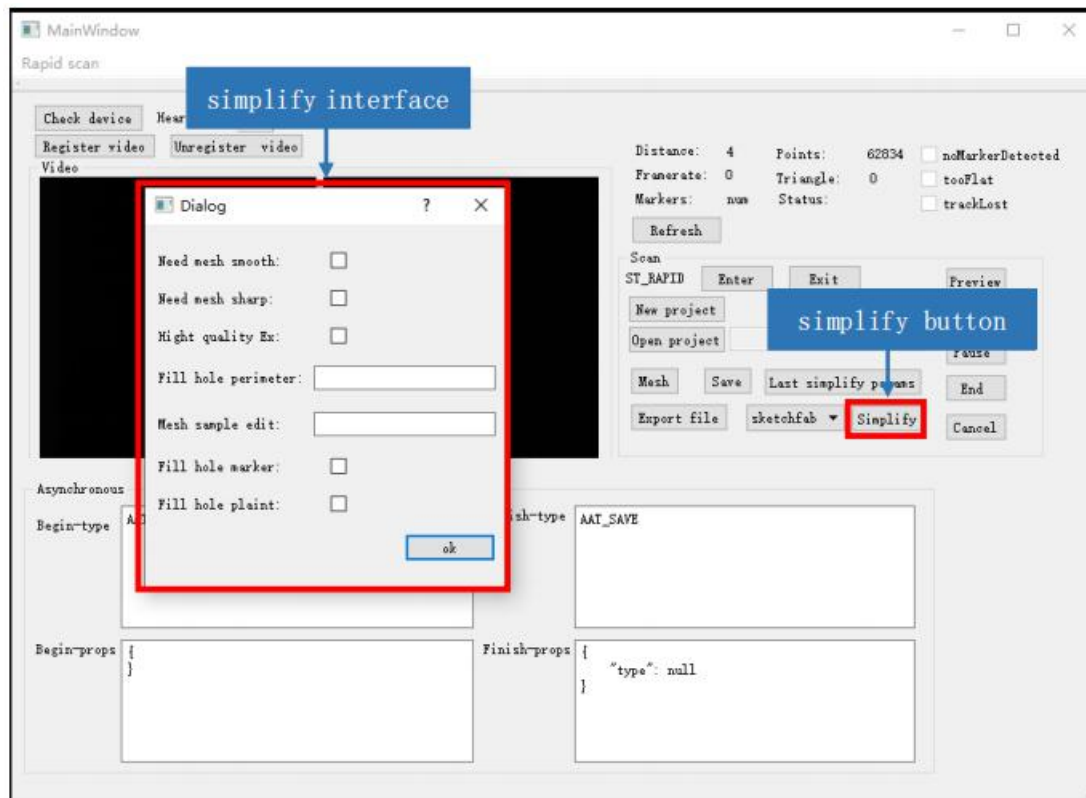 MainWindow
Rapid scan
simplify interface
Check device
Register video Unregister video
Video
Distance: 4 Points: 62834 noMarkerDetected
Framerate: 0 Triangle: 0 tooFlat
Markers: num Status: trackLost
Refresh
Dialog ? X
Need mesh smooth:
Need mesh sharp:
Hight quality Ex:
Fill hole perimeter:
Mesh sample edit:
Fill hole marker:
Fill hole plaint:
ok
Scan
ST_RAPID Enter Exit Preview
New project
simplify button
Open project Pause
Mesh Save Last simplify params End
Export file sketchfab Simplify Cancel
Asynchronous
Begin-type
AAT_SAVE
Begin-props {
}
Finish-props {
"type": null
}